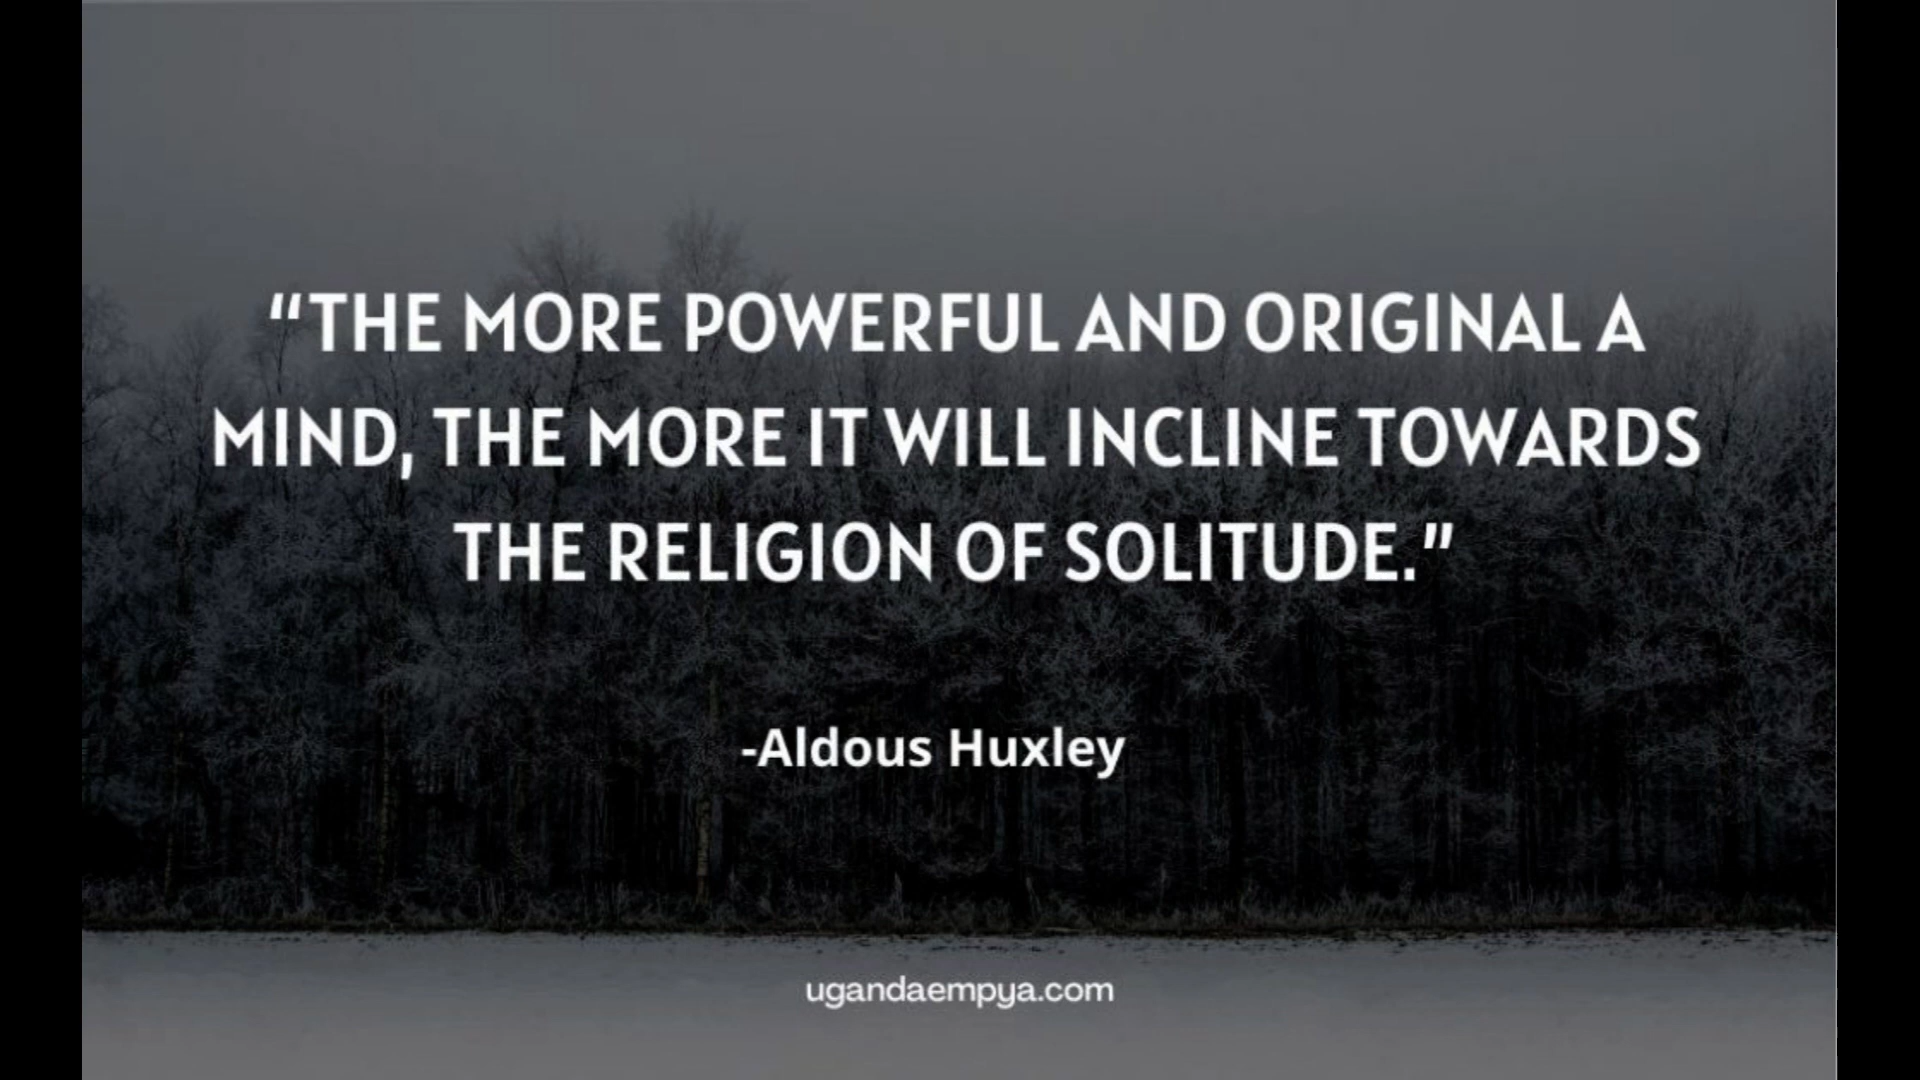 “THE MORE POWERFUL AND ORIGINAL A
MIND, THE MORE IT WILL INCLINE TOWARDS
THE RELIGION OF SOLITUDE.”
-Aldous Huxley
ugandaempya.com